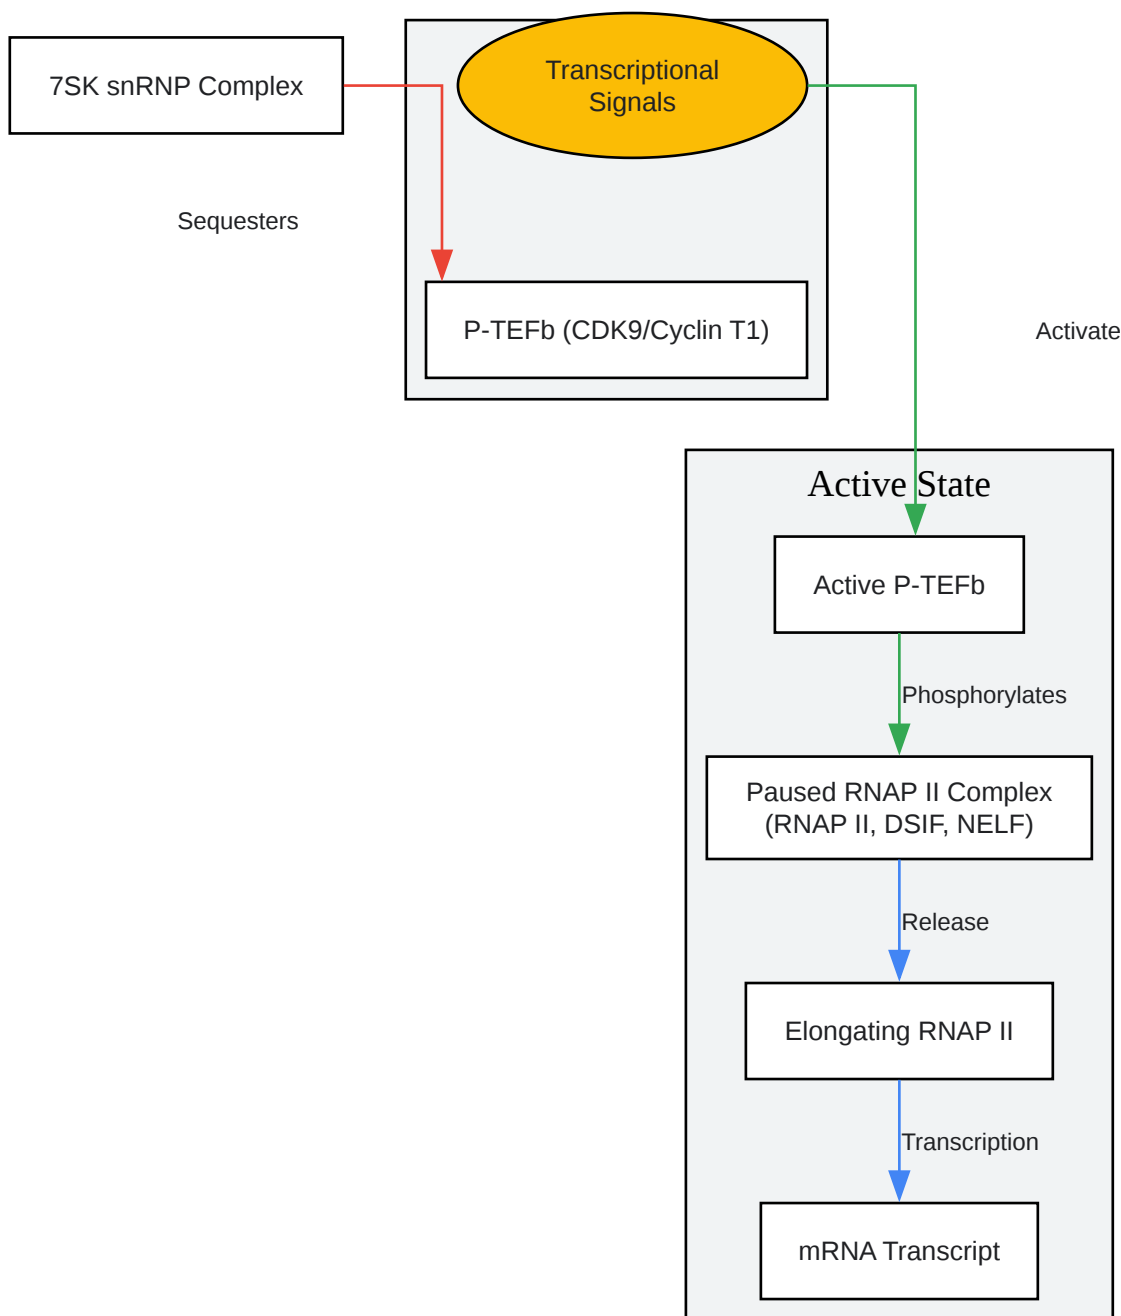 7SK snRNP Complex
Transcriptional
Signals
Sequesters
P-TEFb (CDK9/Cyclin T1)
Activate
Active State
Active P-TEFb
Phosphorylates
Paused RNAP II Complex
(RNAP II, DSIF, NELF)
Release
Elongating RNAP II
Transcription
mRNA Transcript